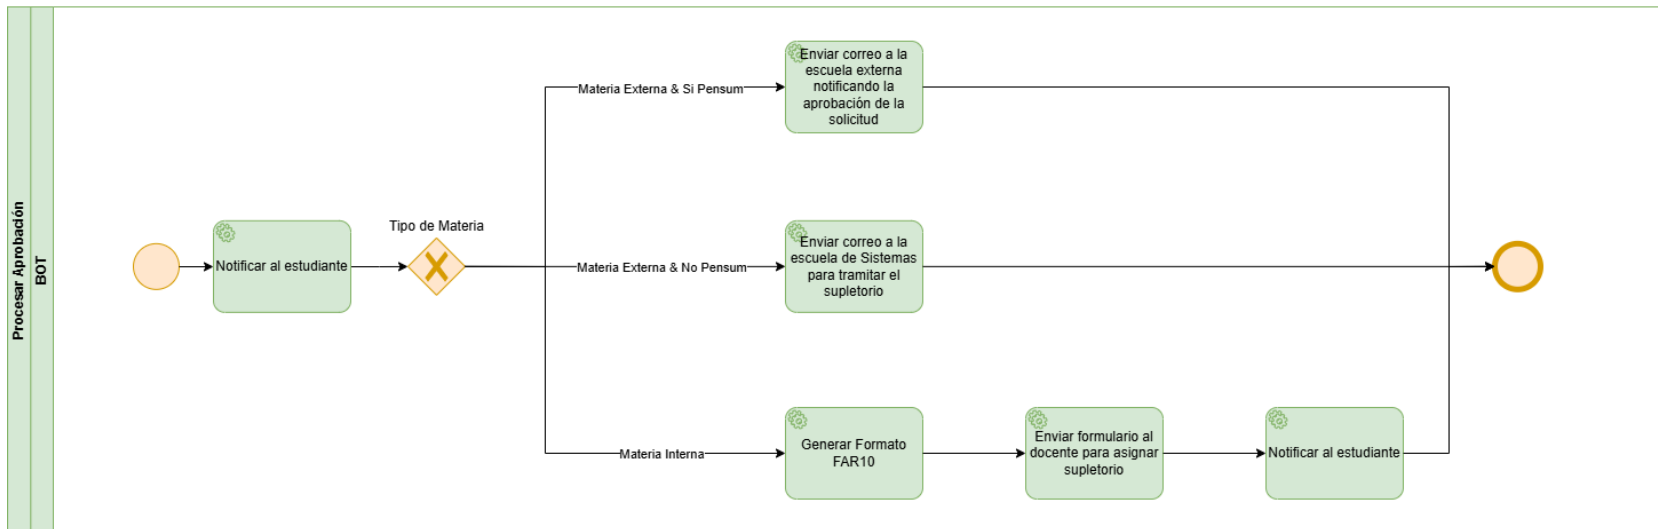 Procesar Aprobación
BOT
Notificar al estudiante
Tipo de Materia
Materia Externa & Si Pensum
Enviar correo a la
escuela externa
notificando la
aprobación de la
solicitud
Materia Externa & No Pensum
Enviar correo a la
escuela de Sistemas
para tramitar el
supletorio
Materia Interna
Generar Formato
FAR10
Enviar formulario al
docente para asignar
supletorio
Notificar al estudiante